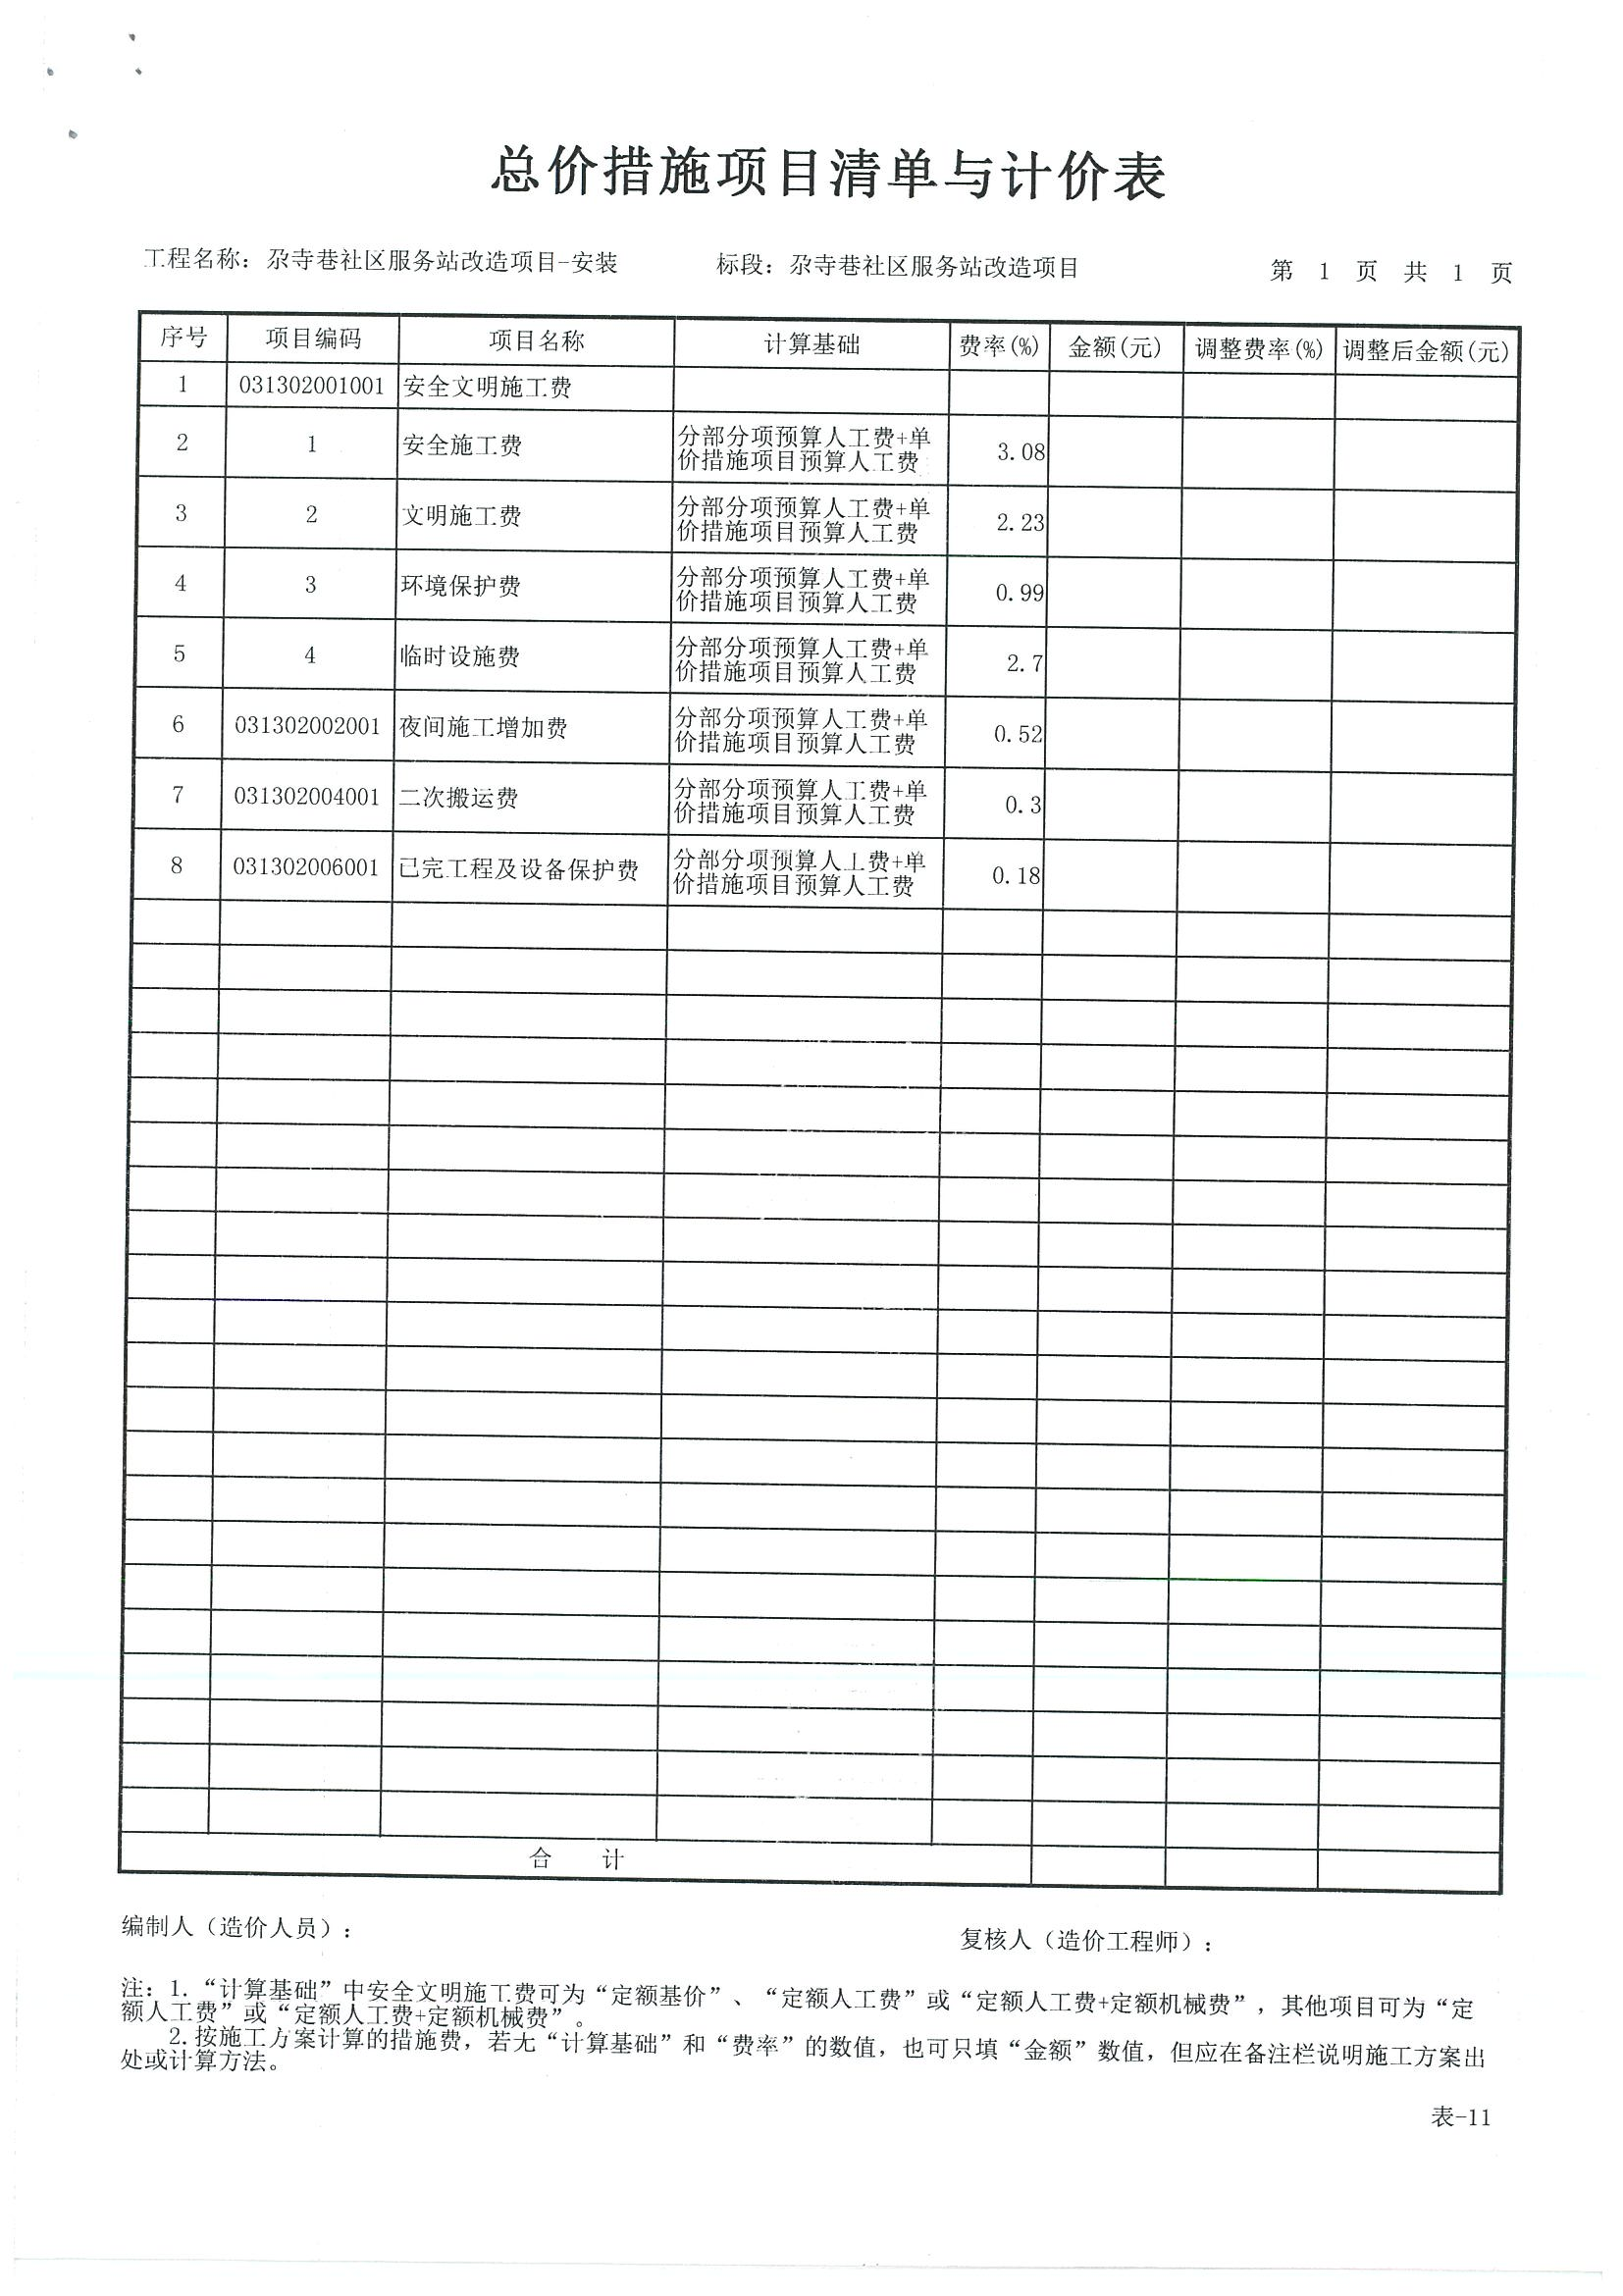 总价措施项目清单与计价表
工程名称：尕寺巷社区服务站改造项目-安装 标段：尕寺巷社区服务站改造项目 第 1 页 共 1 页
序号 项目编码 项目名称 计算基础 费率(%) 金额(元) 调整费率(%) 调整后金额(元)
1 031302001001 安全文明施工费
2 1 安全施工费 分部分项预算人工费+单
价措施项目预算人工费 3.08
3 2 文明施工费 分部分项预算人工费+单
价措施项目预算人工费 2.23
4 3 环境保护费 分部分项预算人工费+单
价措施项目预算人工费 0.99
5 4 临时设施费 分部分项预算人工费+单
价措施项目预算人工费 2.7
6 031302002001 夜间施工增加费 分部分项预算人工费+单
价措施项目预算人工费 0.52
7 031302004001 二次搬运费 分部分项预算人工费+单
价措施项目预算人工费 0.3
8 031302006001 已完工程及设备保护费 分部分项预算人工费+单
价措施项目预算人工费 0.18
合 计
编制人（造价人员）： 复核人（造价工程师）：
注：1.“计算基础”中安全文明施工费可为“定额基价”、“定额人工费”或“定额人工费+定额机械费”，其他项目可为“定
额人工费”或“定额人工费+定额机械费”。
2.按施工方案计算的措施费，若无“计算基础”和“费率”的数值，也可只填“金额”数值，但应在备注栏说明施工方案出
处或计算方法。
表-11